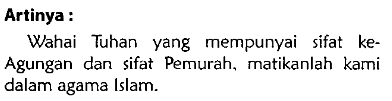 Artinya :
Wahai Tuhan yang mempunyai sifat ke-
Agungan dan sifat Pemurah, matikanlah kami
dalam agama Islam.